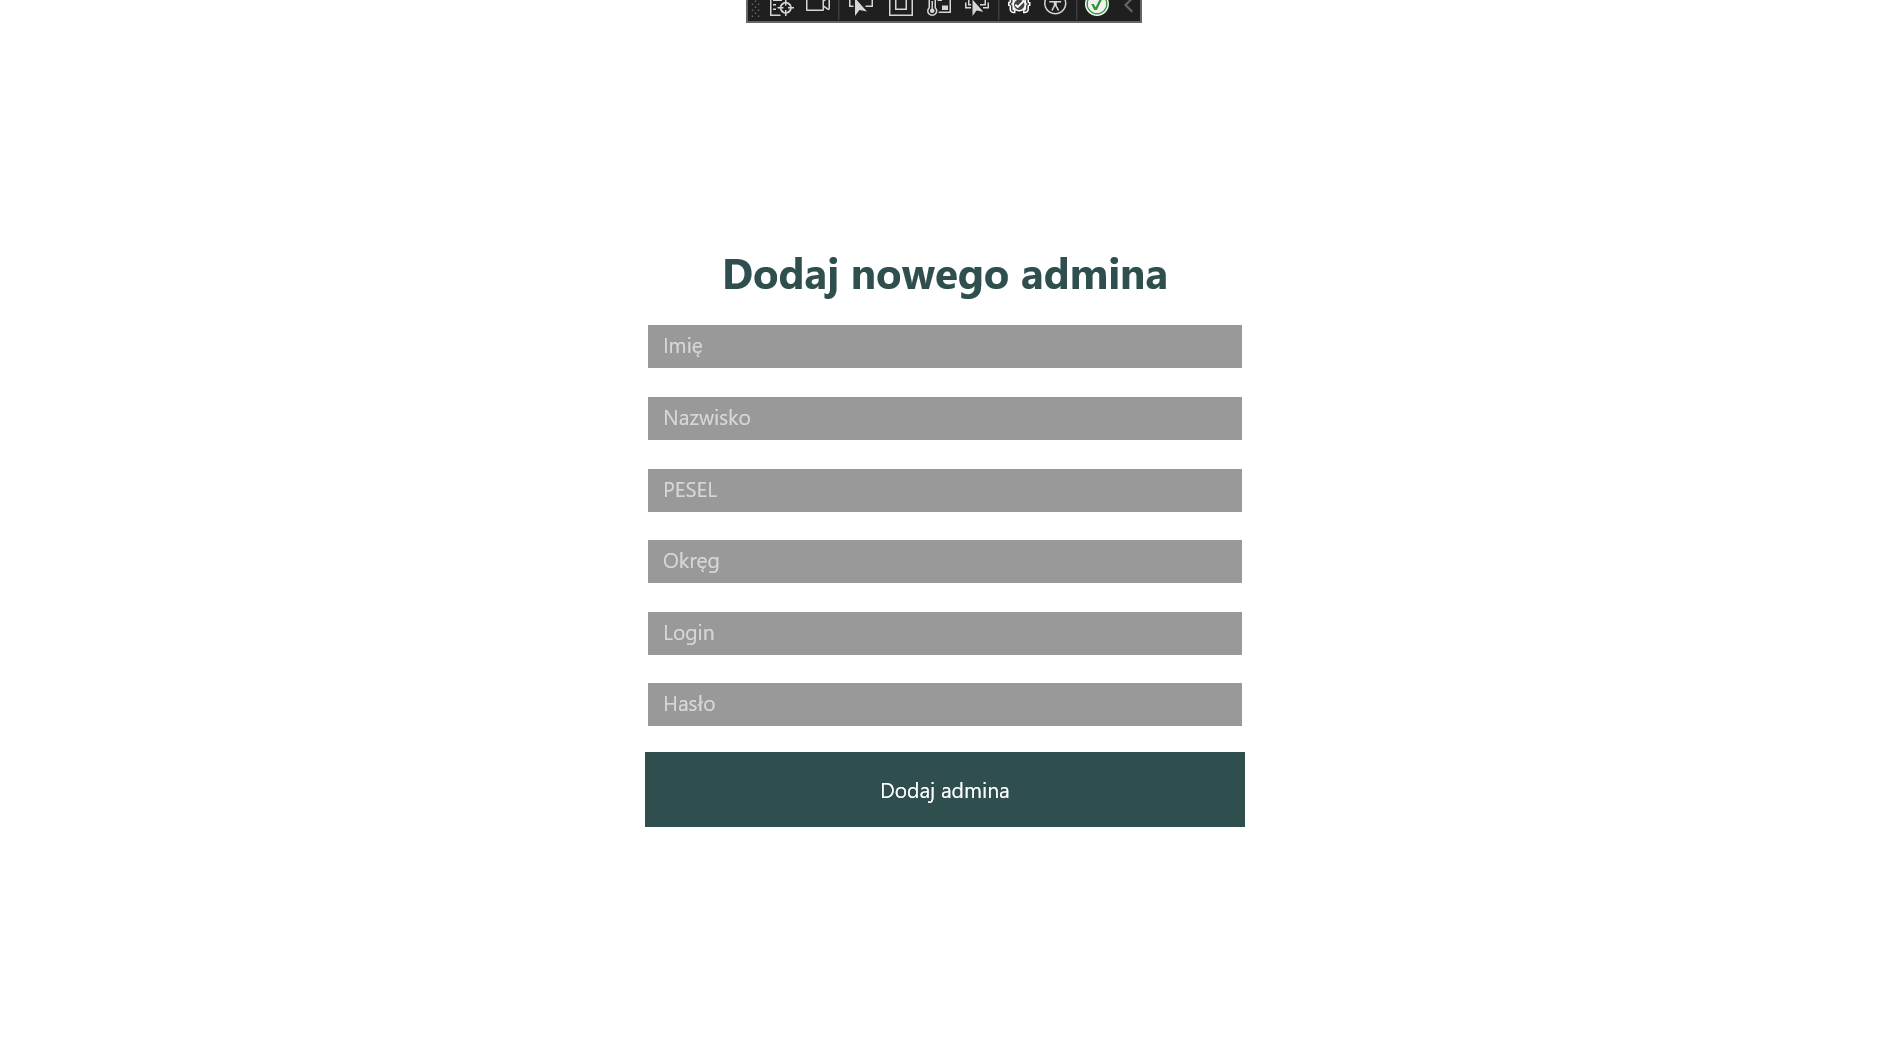 Dodaj nowego admina
Imię
Nazwisko
PESEL
Okręg
Login
Hasło
Dodaj admina